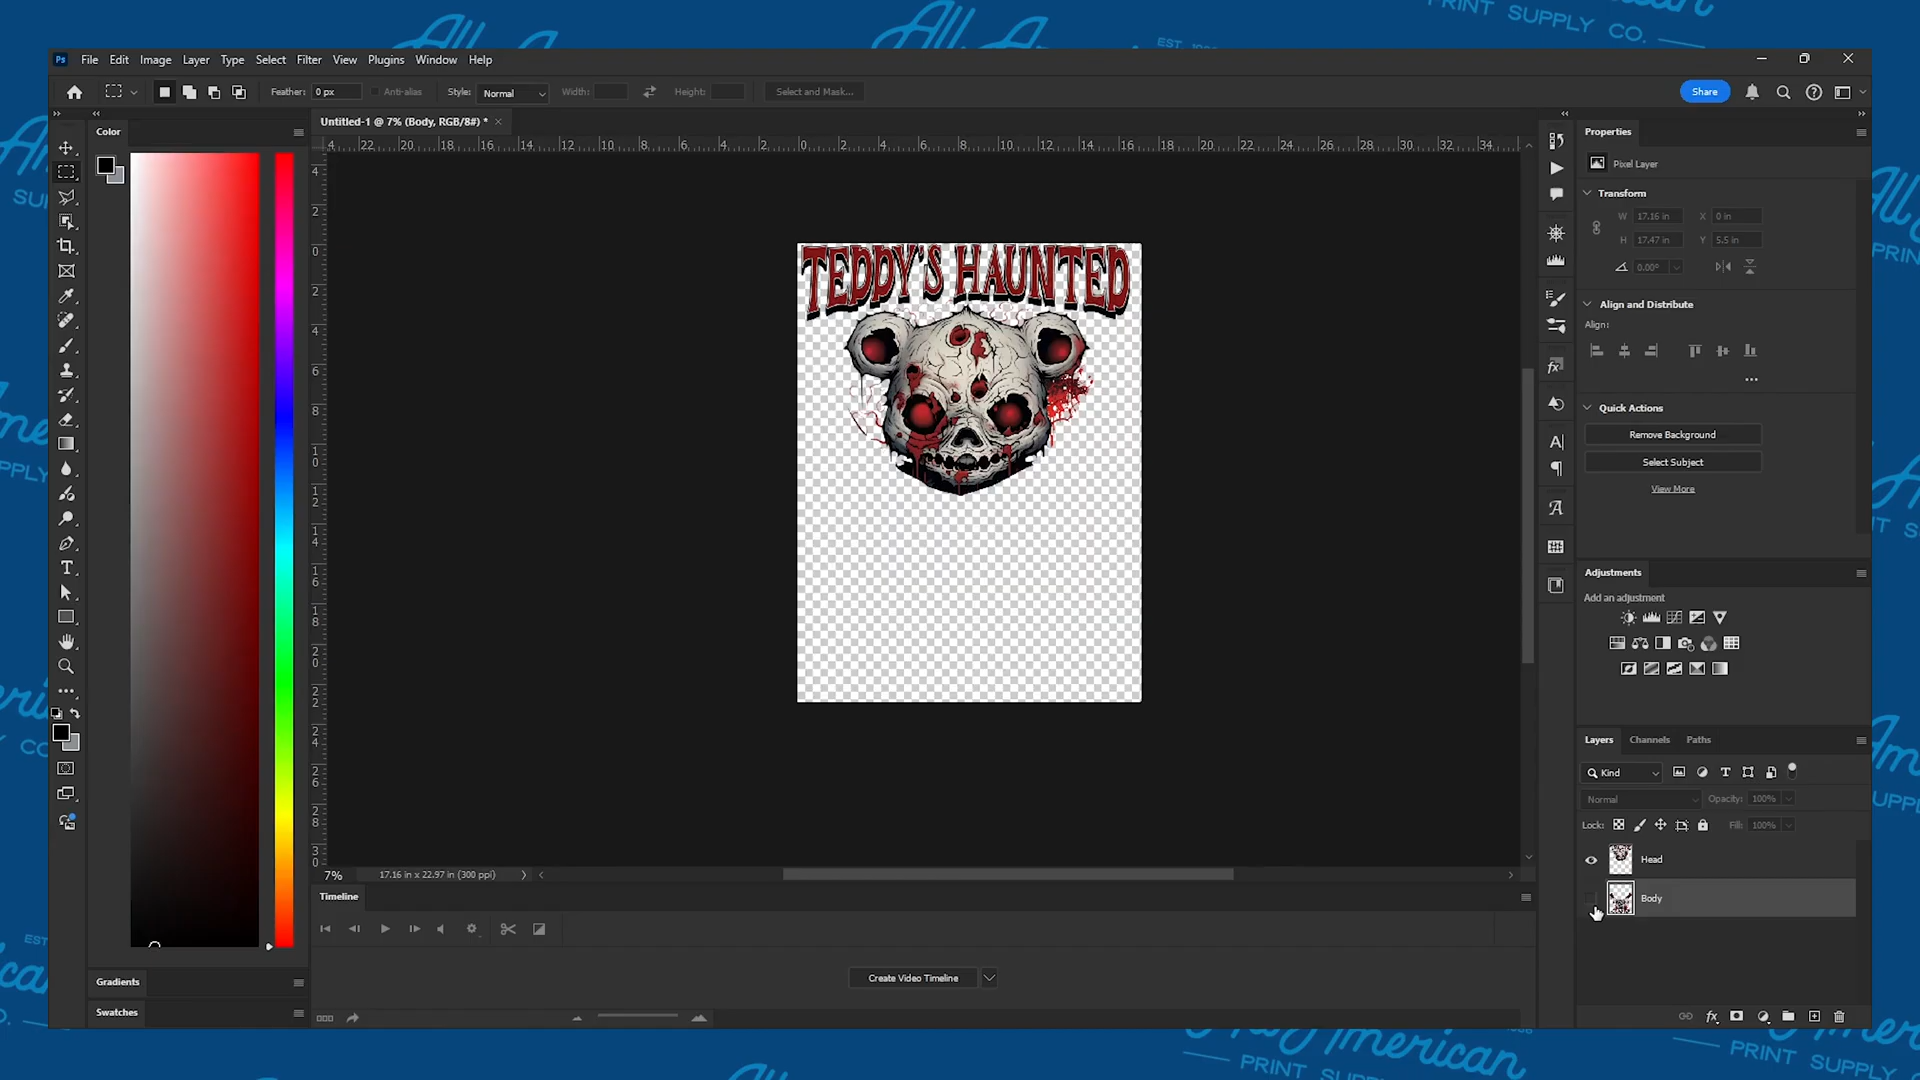 PRINT SUPPLY CO.
File Edit Image Layer Type Select Filter View Plugins Window Help
Feather: 0 px Anti-alias Style: Normal Width: Height: Select and Mask... Share
Color
Untitled-1 @ 7% (Body, RGB/8#) *
Properties
Pixel Layer
Transform
W 17.16 in X 0 in
H 17.47 in Y 5.5 in
0.00°
Align and Distribute
Align:
Quick Actions
Remove Background
Select Subject
View More
TEDDY'S HAUNTED
Adjustments
Add an adjustment
Layers Channels Paths
Kind
Normal Opacity: 100%
Lock: Fill: 100%
Head
Body
7% 17.16 in x 22.97 in (300 ppi)
Timeline
Create Video Timeline
Gradients
Swatches
American
PRINT SUPPLY